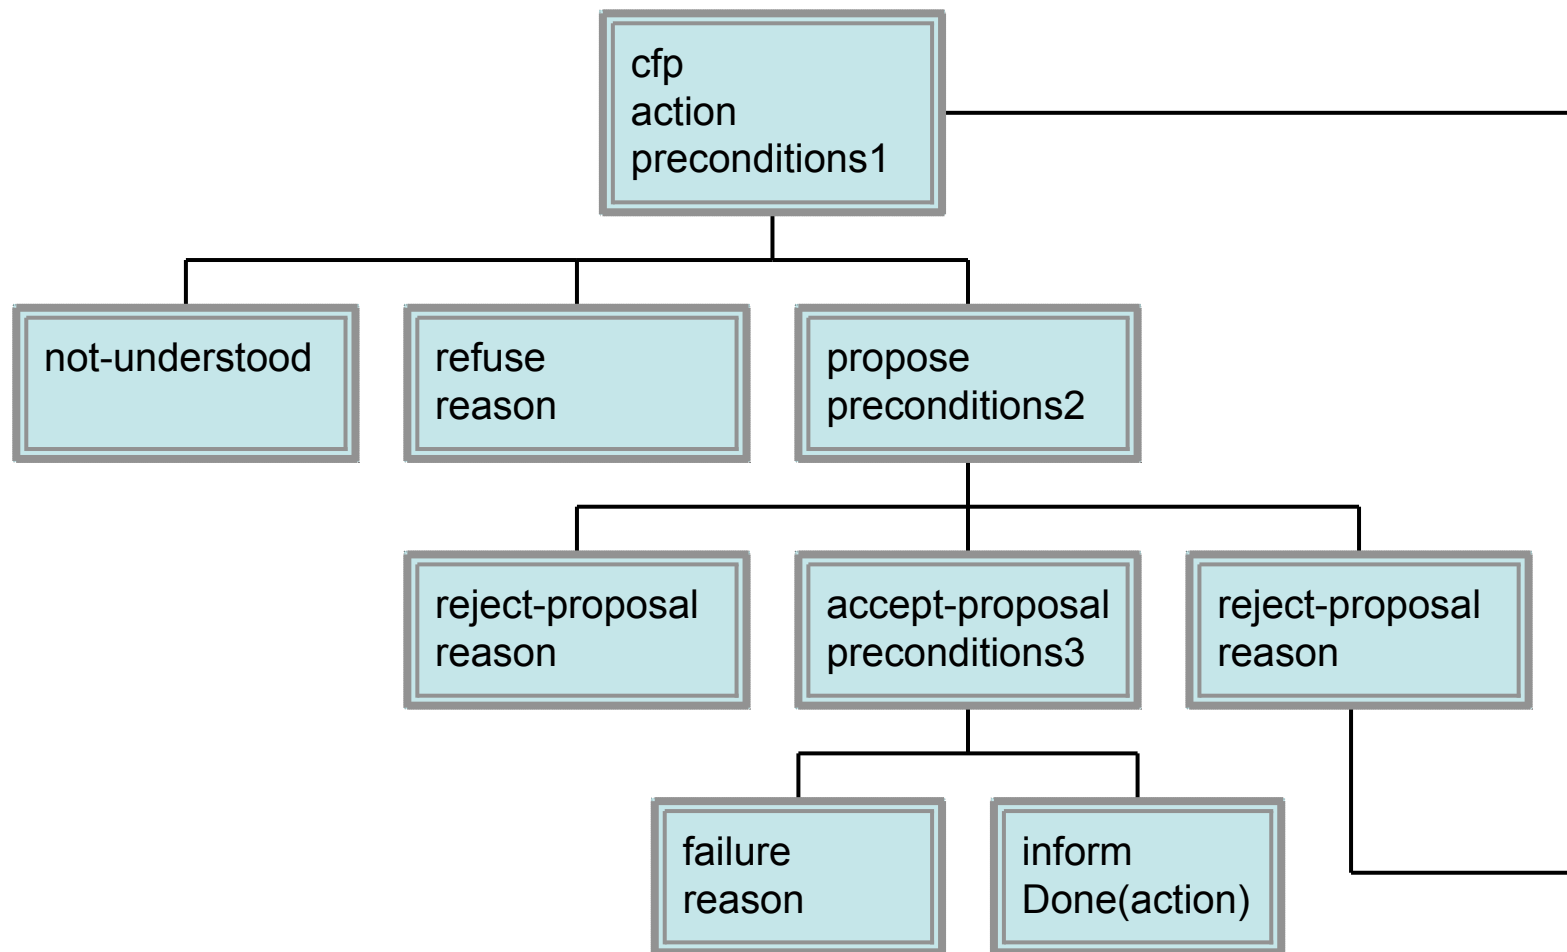 cfp
action
preconditions1
not-understood
refuse
reason
propose
preconditions2
reject-proposal
reason
accept-proposal
preconditions3
reject-proposal
reason
failure
reason
inform
Done(action)